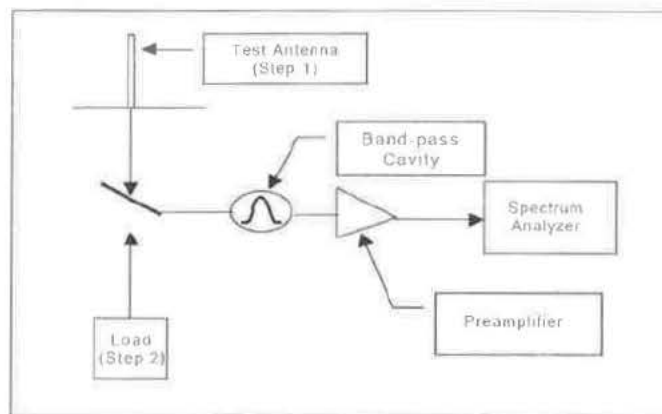 Test Antenna
(Step 1)
Band-pass
Cavity
Spectrum
Analyzer
Preamplifier
Load
(Step 2)